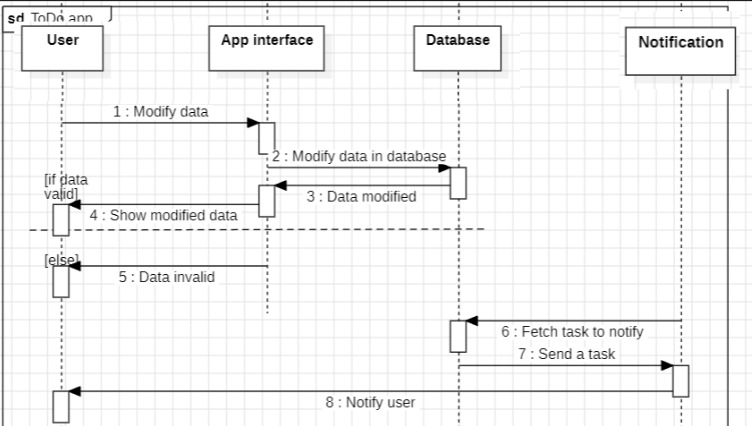 sd ToDo app
User
App interface
Database
Notification
1 : Modify data
2 : Modify data in database
[if data
valid]
3 : Data modified
4 : Show modified data
[else]
5 : Data invalid
6 : Fetch task to notify
7 : Send a task
8 : Notify user